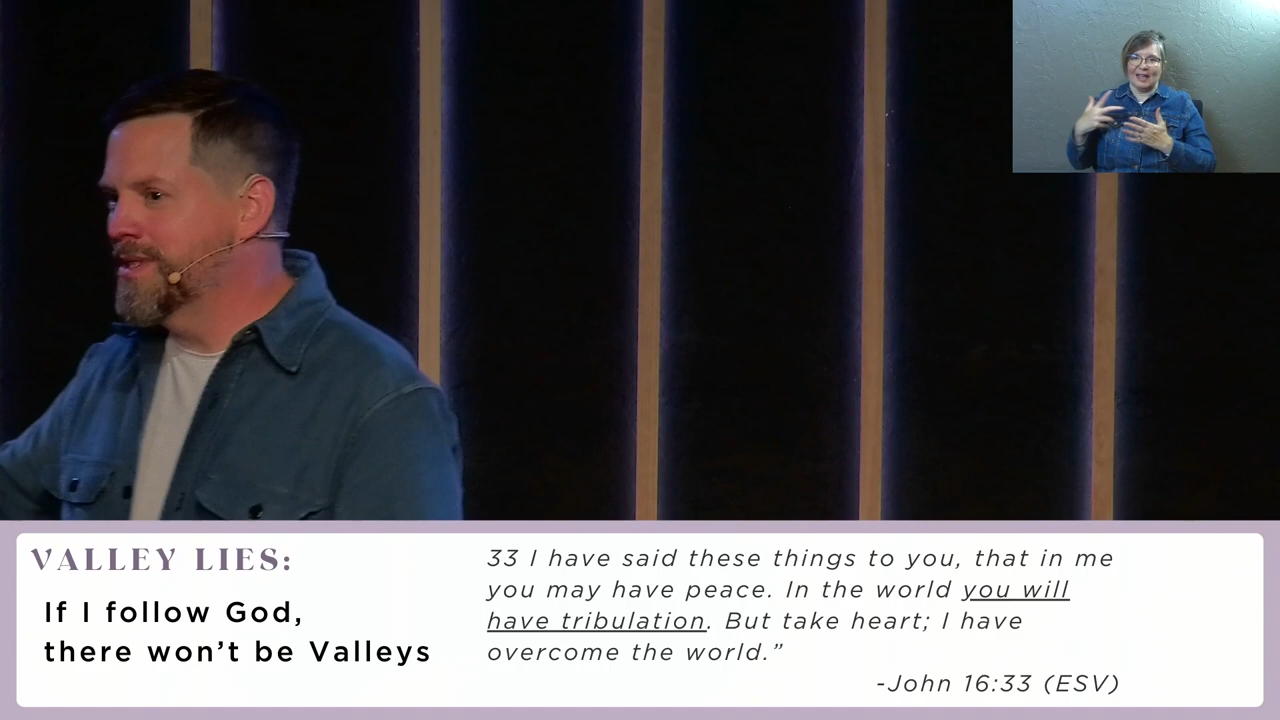 VALLEY LIES:
If I follow God,
there won’t be Valleys
33 I have said these things to you, that in me
you may have peace. In the world you will
have tribulation. But take heart; I have
overcome the world.”
-John 16:33 (ESV)